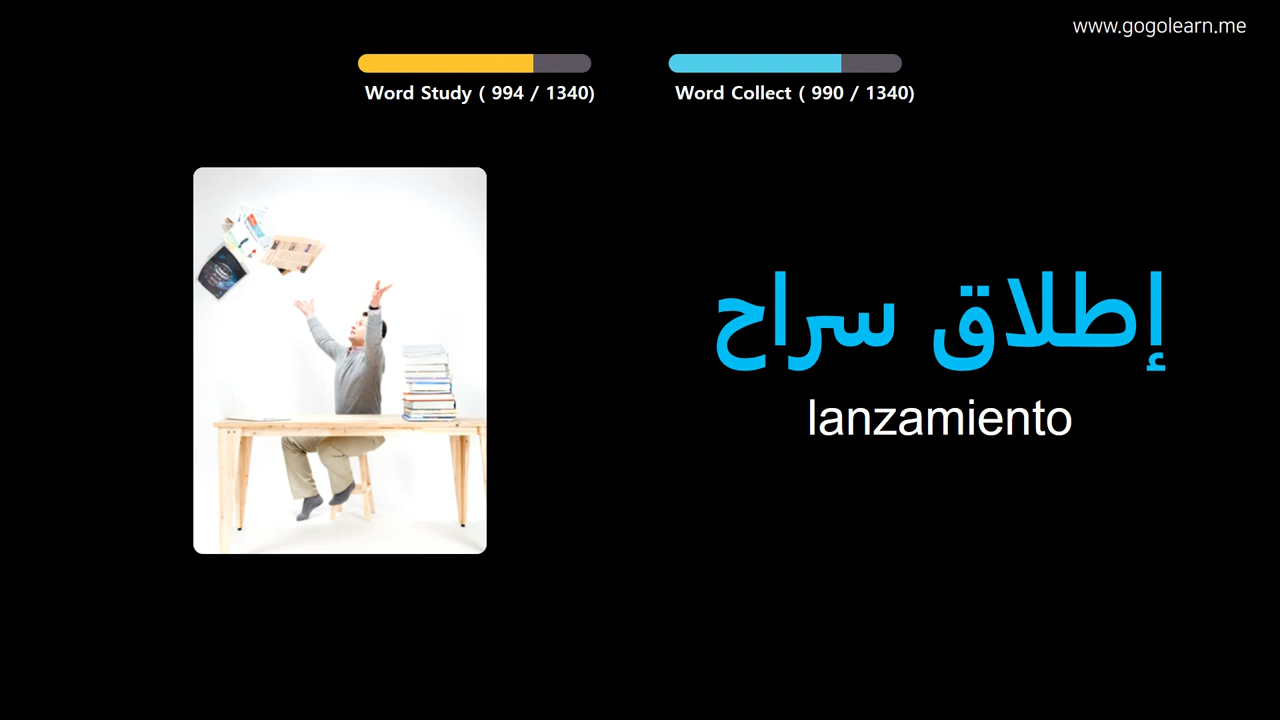 www.gogolearn.me
Word Study ( 994 / 1340)
Word Collect ( 990 / 1340)
إطلاق سراح
lanzamiento